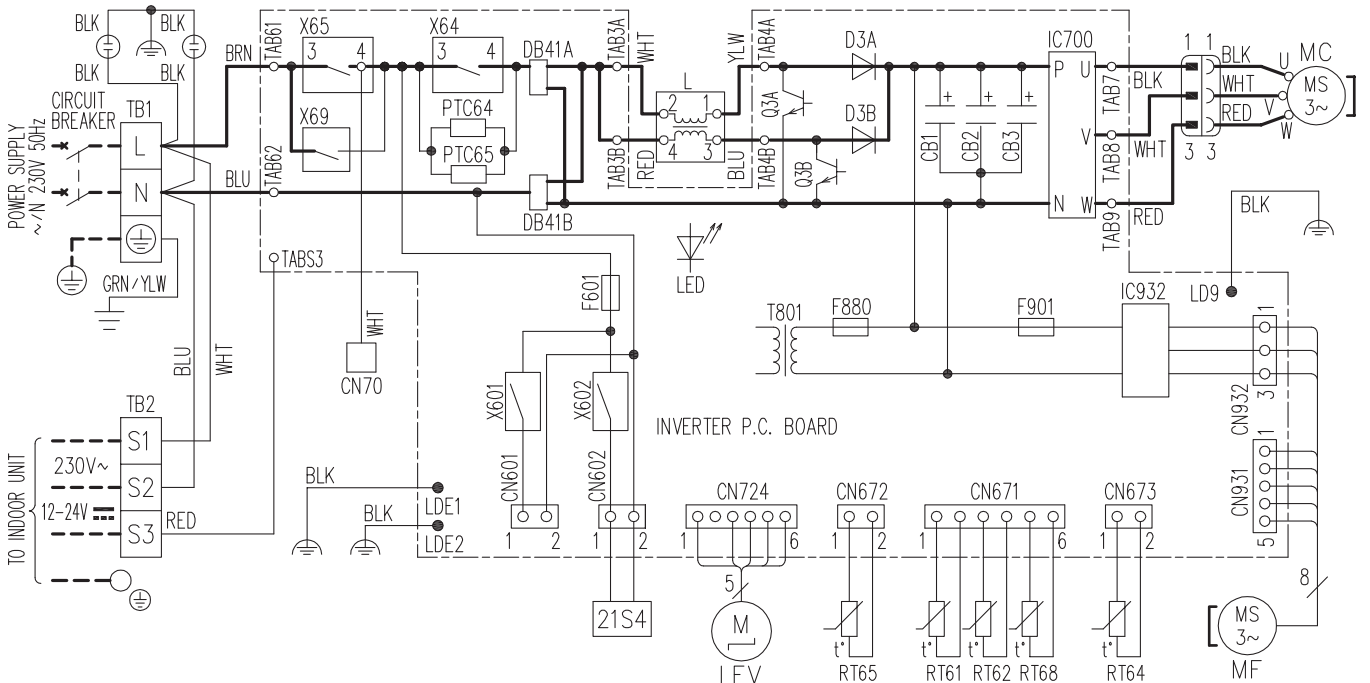 BLK
BLK
BLK
BLK
BRN
BLU
POWER SUPPLY
~/N 230V 50Hz
CIRCUIT
BREAKER
TB1
L
N
GRN/YLW
BLU
WHT
TB2
S1
S2
S3
TO INDOOR UNIT
230V~
12-24V
RED
TAB61
TAB62
TABS3
X65
3 4
X69
X64
3 4
PTC64
PTC65
DB41A
DB41B
TAB3A
TAB3B
WHT
RED
L
2 1
4 3
YLW
BLU
TAB4A
TAB4B
Q3A
Q3B
D3A
D3B
+ + +
CB1
CB2
CB3
IC700
P U
V
N W
TAB7
TAB8
TAB9
BLK
WHT
RED
1 1
3 3
BLK
WHT
RED
U
V
W
MC
MS
3~
LED
WHT
CN70
F601
X601
X602
INVERTER P.C. BOARD
T801
F880
F901
IC932
LD9
BLK
CN932
1
3
CN931
1
5
BLK
LDE1
BLK
LDE2
CN601
1 2
CN602
1 2
21S4
CN724
1 6
5
M
LEV
CN672
1 2
t°
RT65
CN671
1 6
t° t° t°
RT61 RT62 RT68
CN673
1 2
t°
RT64
8
MS
3~
MF